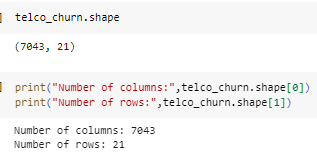 telco_churn.shape
(7043, 21)
print("Number of columns:",telco_churn.shape[0])
print("Number of rows:",telco_churn.shape[1])
Number of columns: 7043
Number of rows: 21